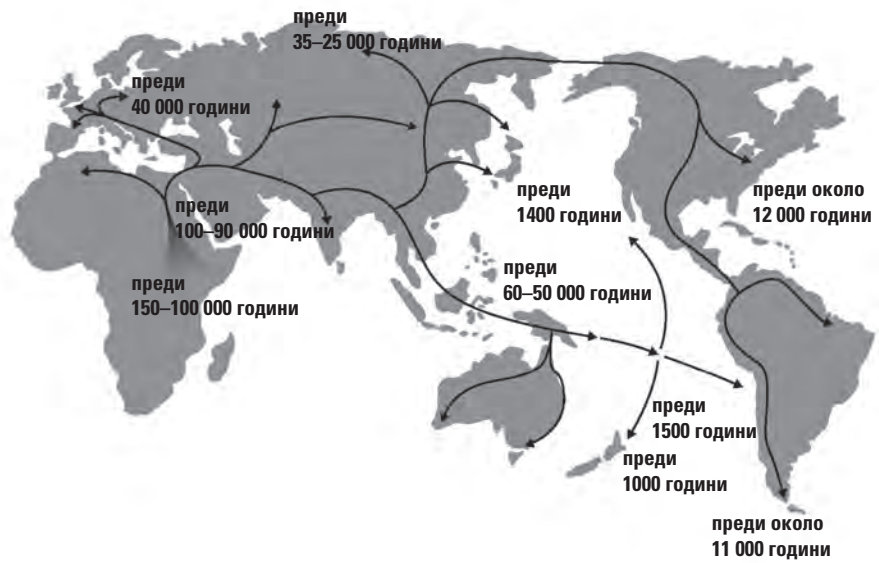 преди
35–25 000 години
преди
40 000 години
преди
100–90 000 години
преди
150–100 000 години
преди
1400 години
преди около
12 000 години
преди
60–50 000 години
преди
1500 години
преди
1000 години
преди около
11 000 години